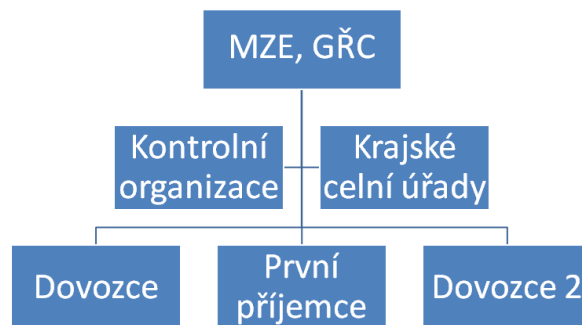 MZE, GŘC
Kontrolní
organizace
Krajské
celní úřady
Dovozce
První
příjemce
Dovozce 2